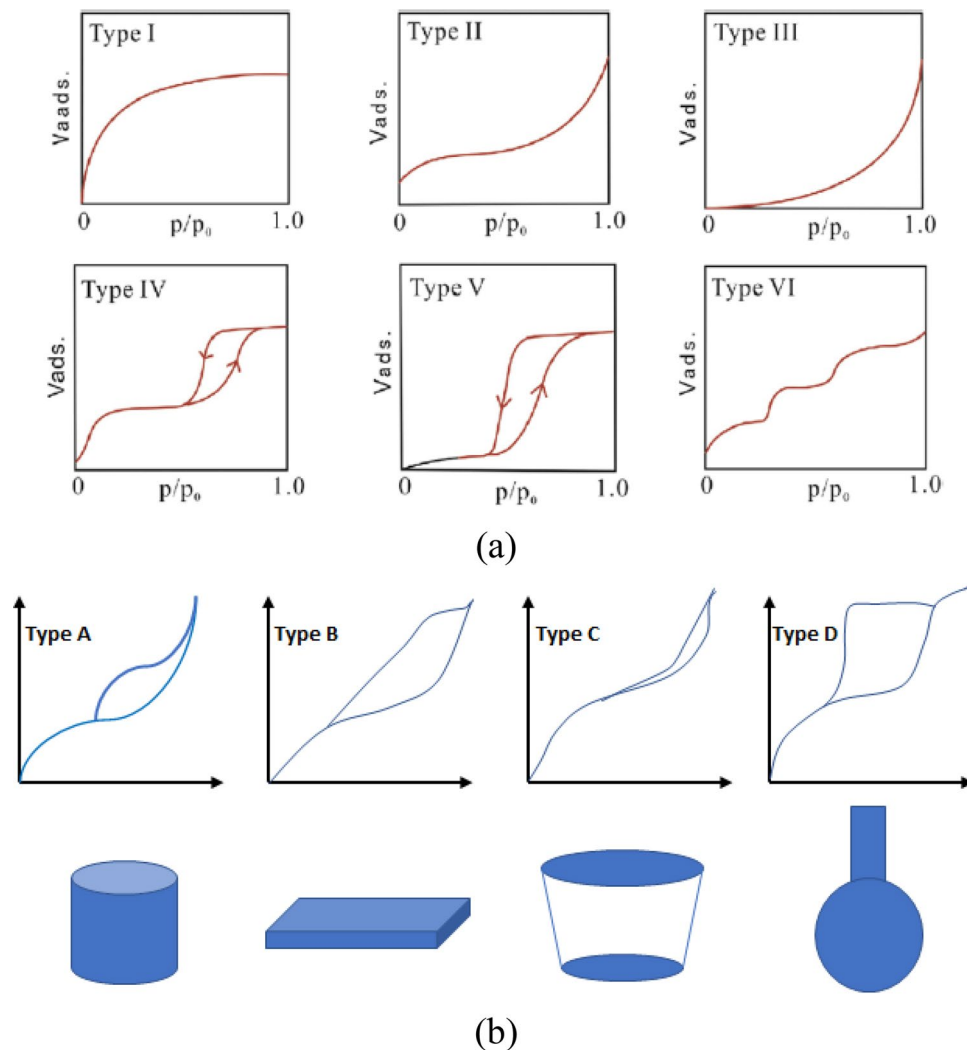 Type I
Vaads.
0
p/p₀
1.0
Type II
Vads.
0
p/p₀
1.0
Type III
Vads.
0
p/p₀
1.0
Type IV
Vads.
0
p/p₀
1.0
Type V
Vads.
0
p/p₀
1.0
Type VI
Vads.
0
p/p₀
1.0
(a)
Type A
Type B
Type C
Type D
(b)